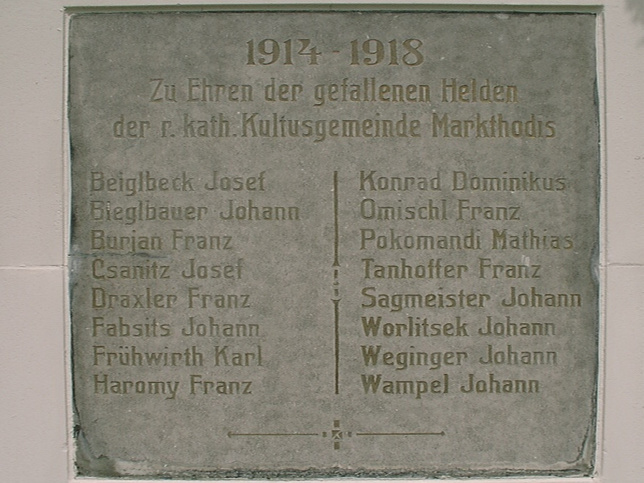 1914 - 1918
Zu Ehren der gefallenen Helden
der r. kath. Kultusgemeinde Markthodis
Beiglbeck Josef
Bieglbauer Johann
Burjan Franz
Csanitz Josef
Draxler Franz
Fabsits Johann
Frühwirth Karl
Haromy Franz
Konrad Dominikus
Omischl Franz
Pokomandi Mathias
Tanhoffer Franz
Sagmeister Johann
Worlitsek Johann
Weginger Johann
Wampel Johann